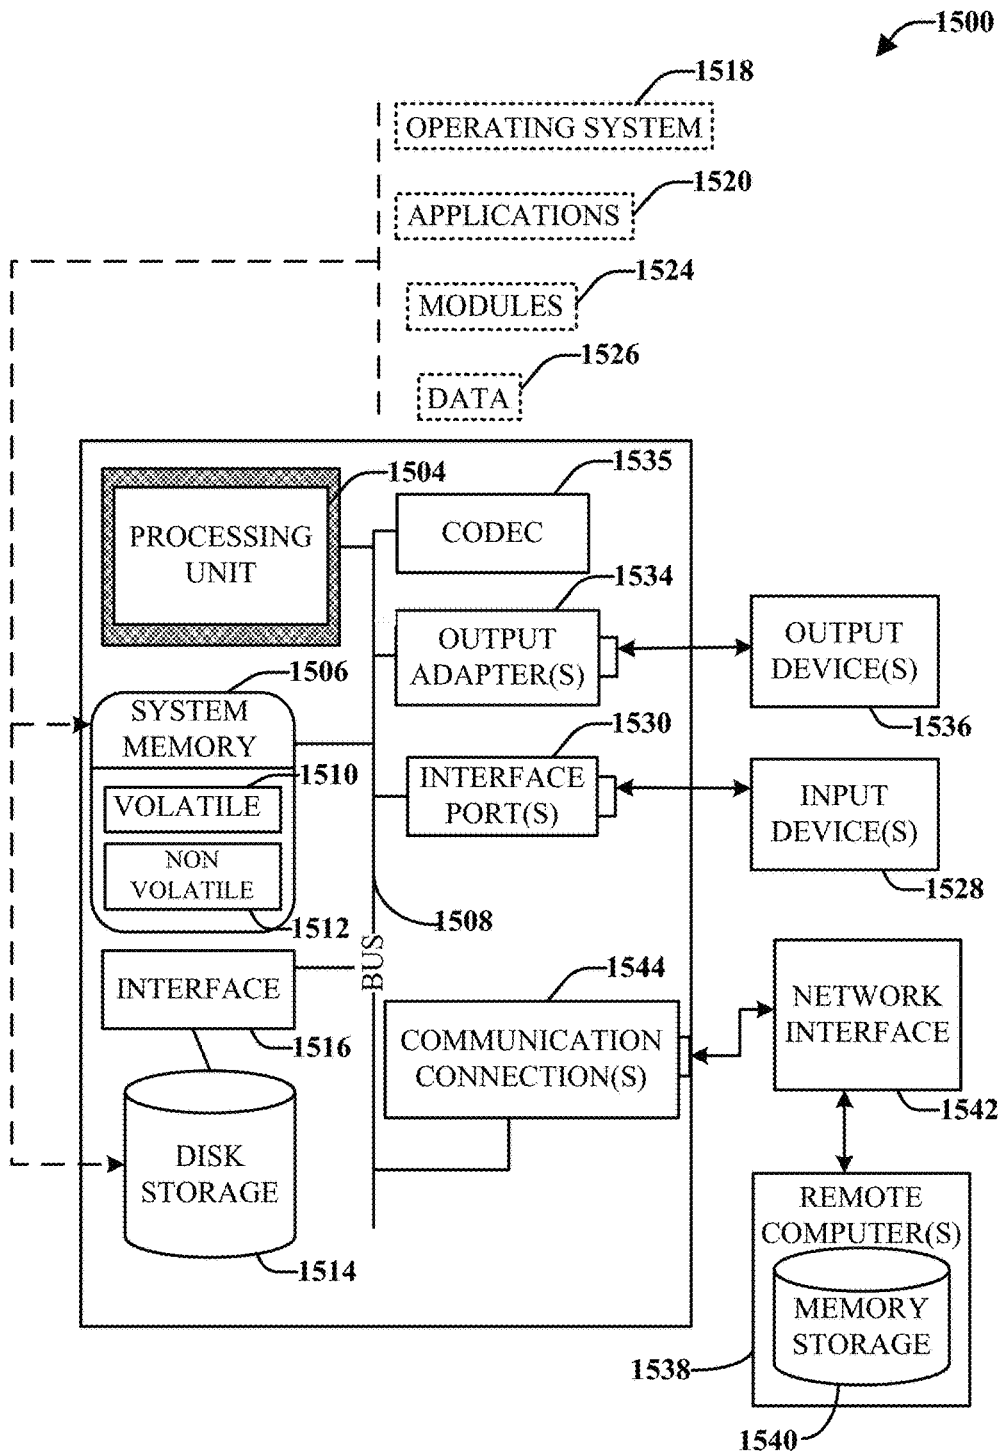 1500
1518
OPERATING SYSTEM
1520
APPLICATIONS
1524
MODULES
1526
DATA
1504
PROCESSING
UNIT
1535
CODEC
1534
OUTPUT
ADAPTER(S)
OUTPUT
DEVICE(S)
1536
1506
SYSTEM
MEMORY
1510
VOLATILE
NON
VOLATILE
1512
1530
INTERFACE
PORT(S)
INPUT
DEVICE(S)
1528
1508
BUS
INTERFACE
1516
1544
COMMUNICATION
CONNECTION(S)
NETWORK
INTERFACE
1542
DISK
STORAGE
1514
REMOTE
COMPUTER(S)
MEMORY
STORAGE
1538
1540